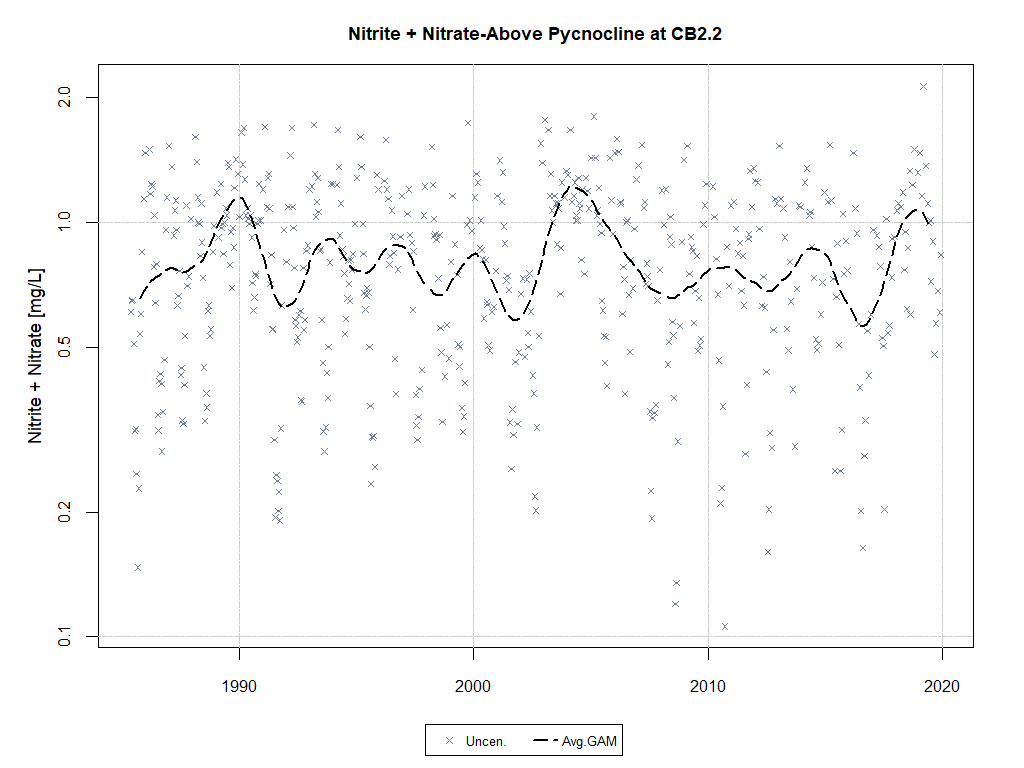 Nitrite + Nitrate-Above Pycnocline at CB2.2
Nitrite + Nitrate [mg/L]
2.0
1.0
0.5
0.2
0.1
1990 2000 2010 2020
Uncen. Avg.GAM